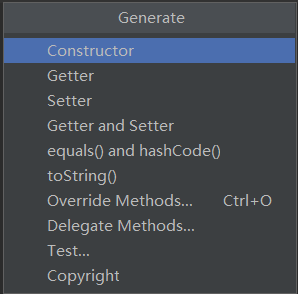 Generate
Constructor
Getter
Setter
Getter and Setter
equals() and hashCode()
toString()
Override Methods... Ctrl+O
Delegate Methods...
Test...
Copyright